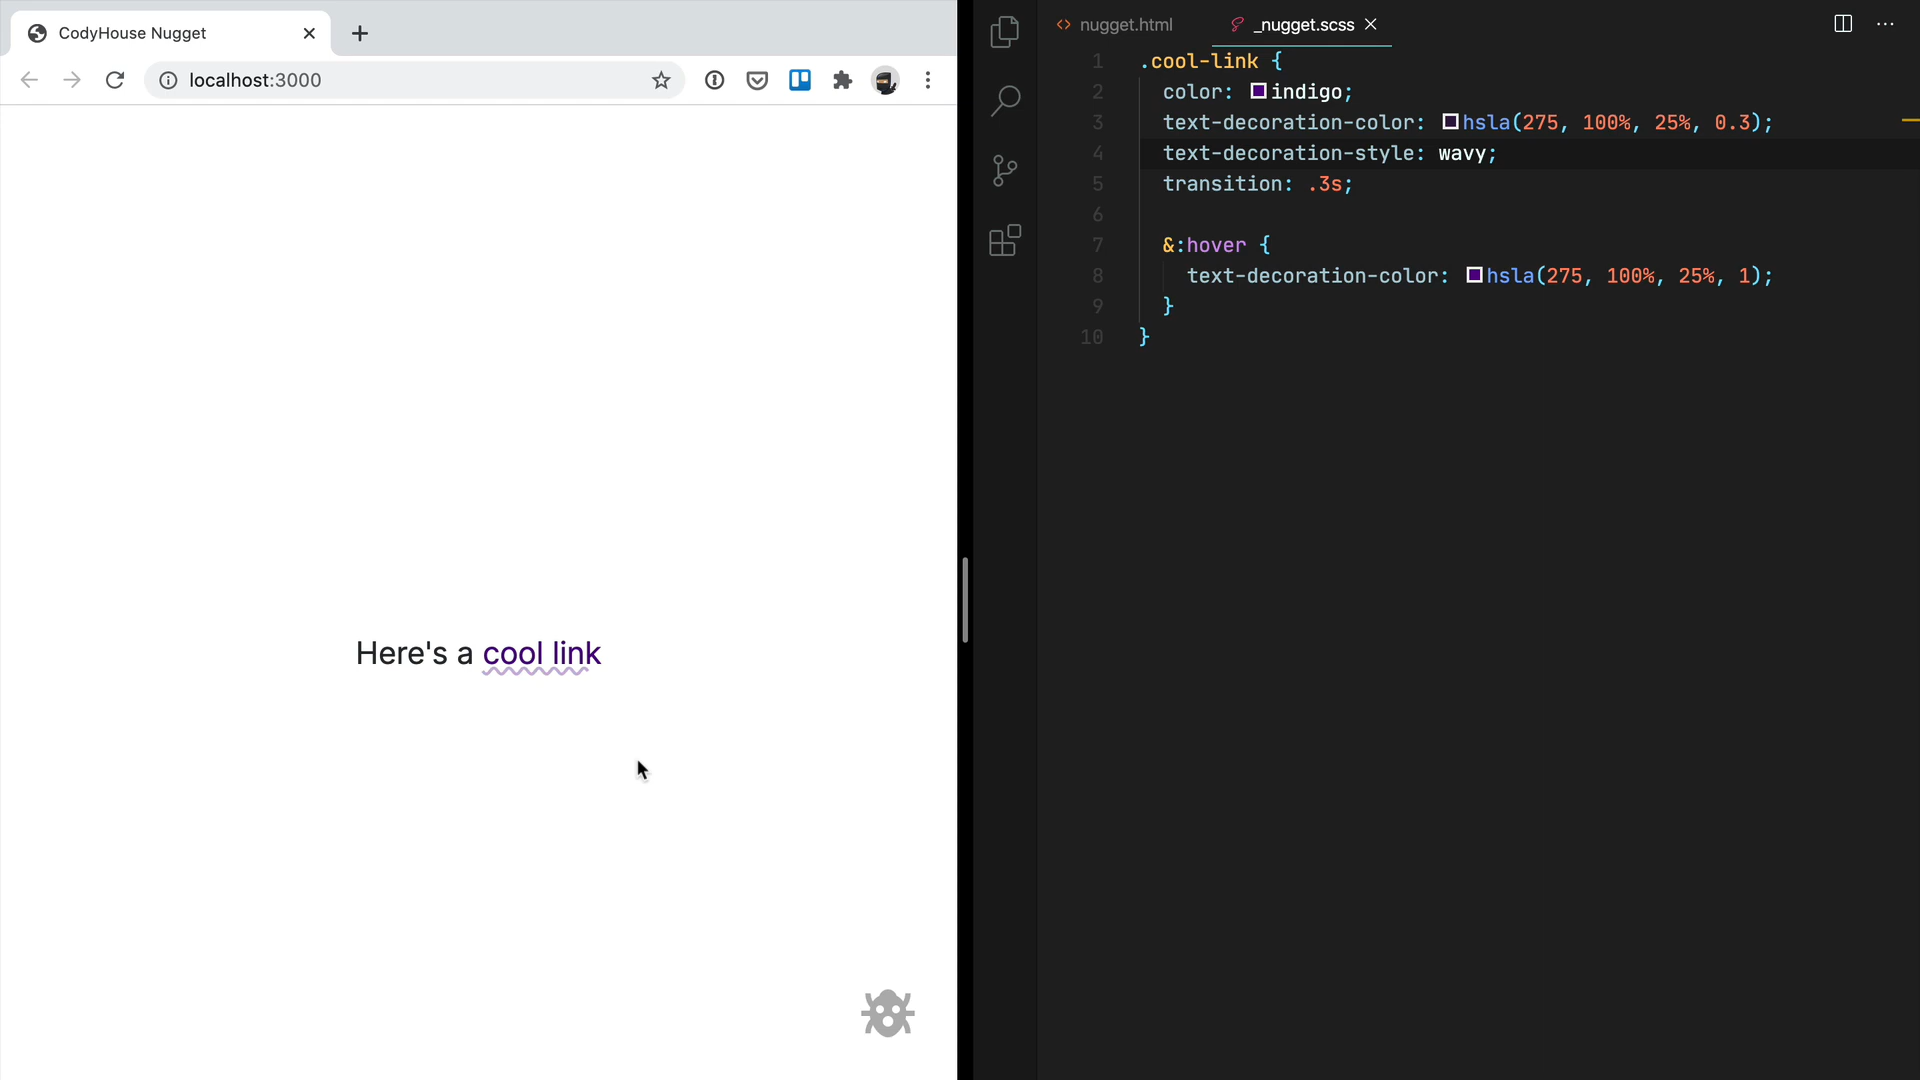 CodyHouse Nugget
localhost:3000
Here's a cool link
nugget.html
_nugget.scss
1 .cool-link {
2 color: indigo;
3 text-decoration-color: hsla(275, 100%, 25%, 0.3);
4 text-decoration-style: wavy;
5 transition: .3s;
6
7 &:hover {
8 text-decoration-color: hsla(275, 100%, 25%, 1);
9 }
10 }